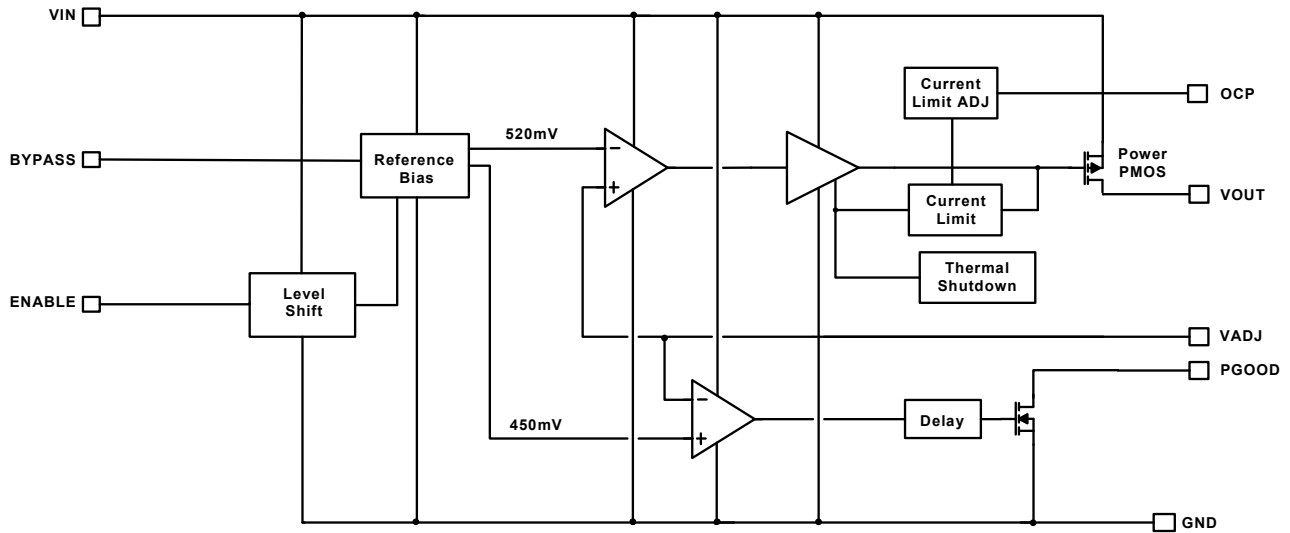 VIN
Current
Limit ADJ
OCP
520mV
BYPASS
Reference
Bias
−
+
Power
PMOS
Current
Limit
VOUT
Thermal
Shutdown
ENABLE
Level
Shift
VADJ
PGOOD
450mV
−
+
Delay
GND